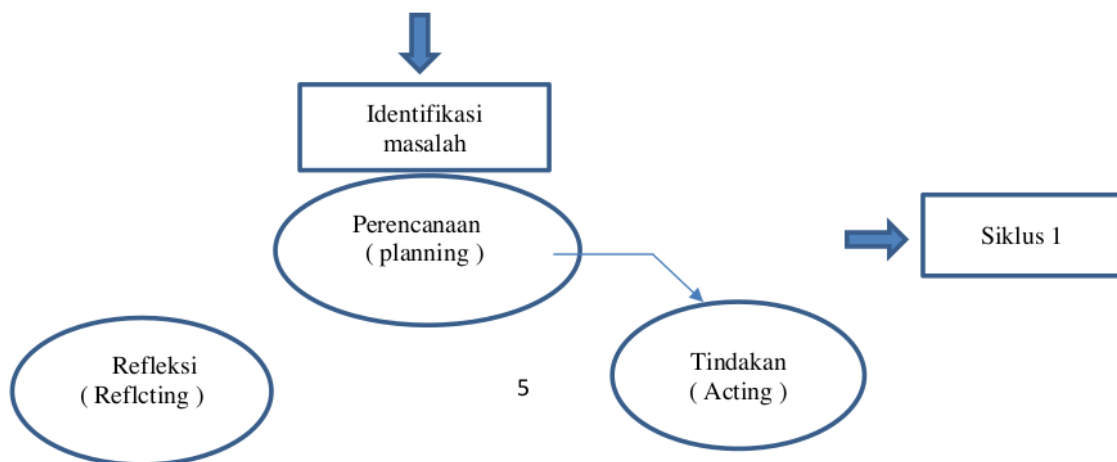 Identifikasi
masalah
Perencanaan
( planning )
Siklus 1
Refleksi
( Reflcting )
5
Tindakan
( Acting )